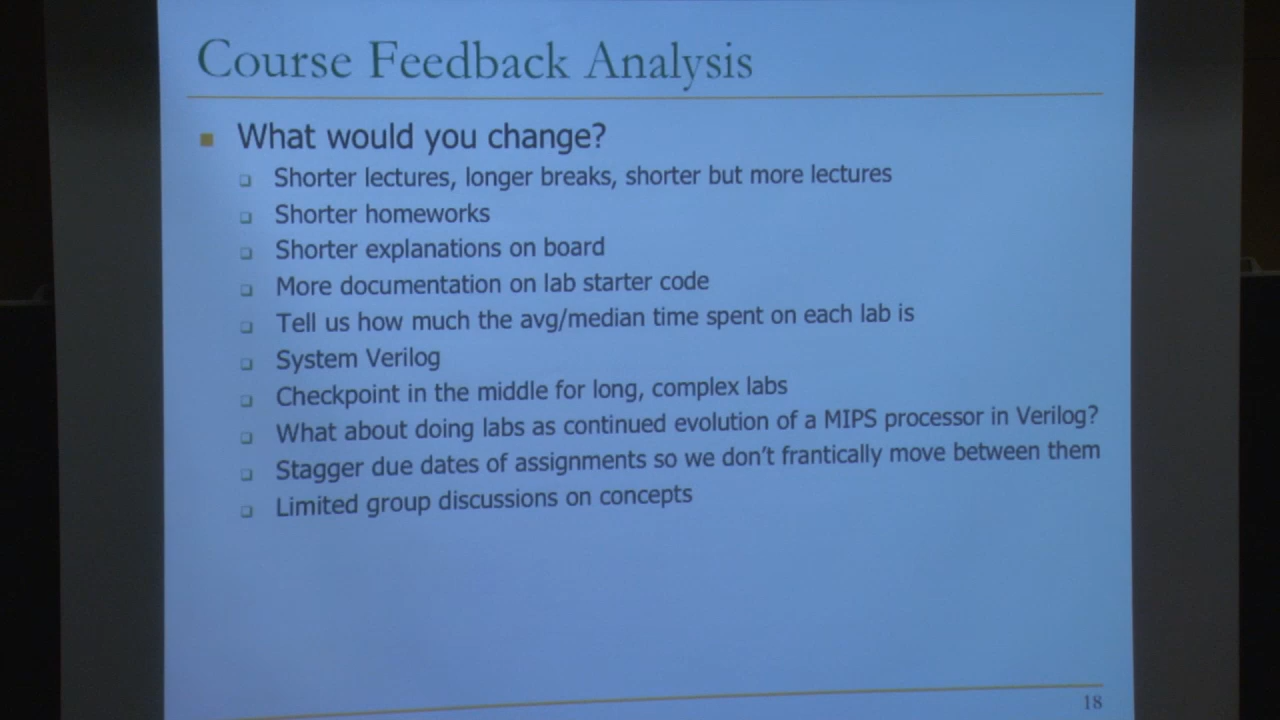 Course Feedback Analysis
What would you change?
Shorter lectures, longer breaks, shorter but more lectures
Shorter homeworks
Shorter explanations on board
More documentation on lab starter code
Tell us how much the avg/median time spent on each lab is
System Verilog
Checkpoint in the middle for long, complex labs
What about doing labs as continued evolution of a MIPS processor in Verilog?
Stagger due dates of assignments so we don't frantically move between them
Limited group discussions on concepts
18